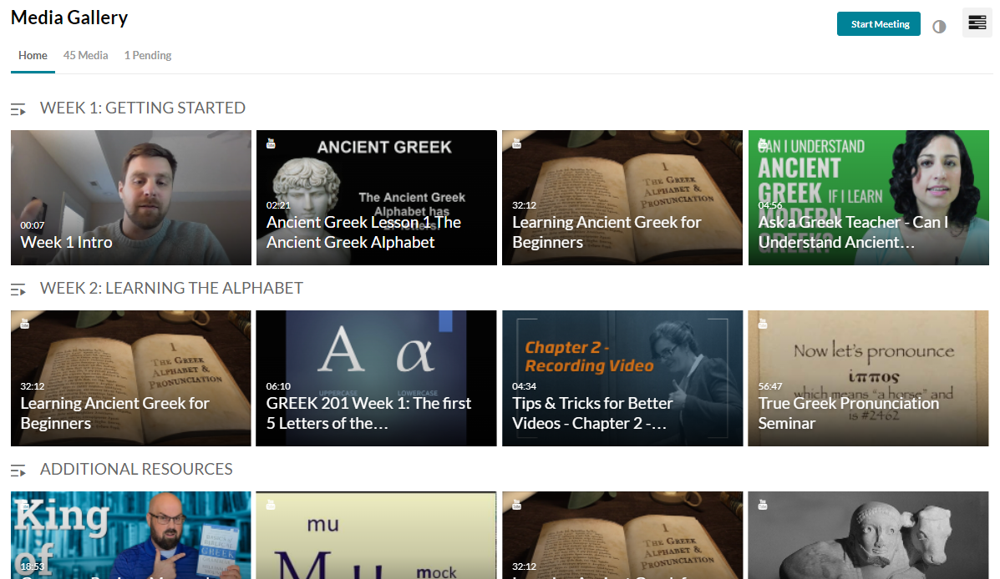 Media Gallery
Start Meeting
Home
45 Media
1 Pending
WEEK 1: GETTING STARTED
00:07
Week 1 Intro
ANCIENT GREEK
The Ancient Greek
Alphabet has
02:21
Ancient Greek Lesson 1 The
Ancient Greek Alphabet
1
THE GREEK
ALPHABET &
PRONUNCIATION
32:12
Learning Ancient Greek for
Beginners
CAN I UNDERSTAND
ANCIENT
GREEK IF I LEARN
MODERN
GREEK?
04:56
Ask a Greek Teacher - Can I
Understand Ancient…
WEEK 2: LEARNING THE ALPHABET
1
THE GREEK
ALPHABET &
PRONUNCIATION
32:12
Learning Ancient Greek for
Beginners
A α
UPPERCASE LOWERCASE
06:10
GREEK 201 Week 1: The first
5 Letters of the…
Chapter 2 -
Recording Video
04:34
Tips & Tricks for Better
Videos - Chapter 2 -…
Now let's pronounce
ἱππος
which means "a horse" and
is #2462
56:47
True Greek Pronunciation
Seminar
ADDITIONAL RESOURCES
King
of
GREEK
18:53
mu
M μ
mock
1
THE GREEK
ALPHABET &
PRONUNCIATION
32:12